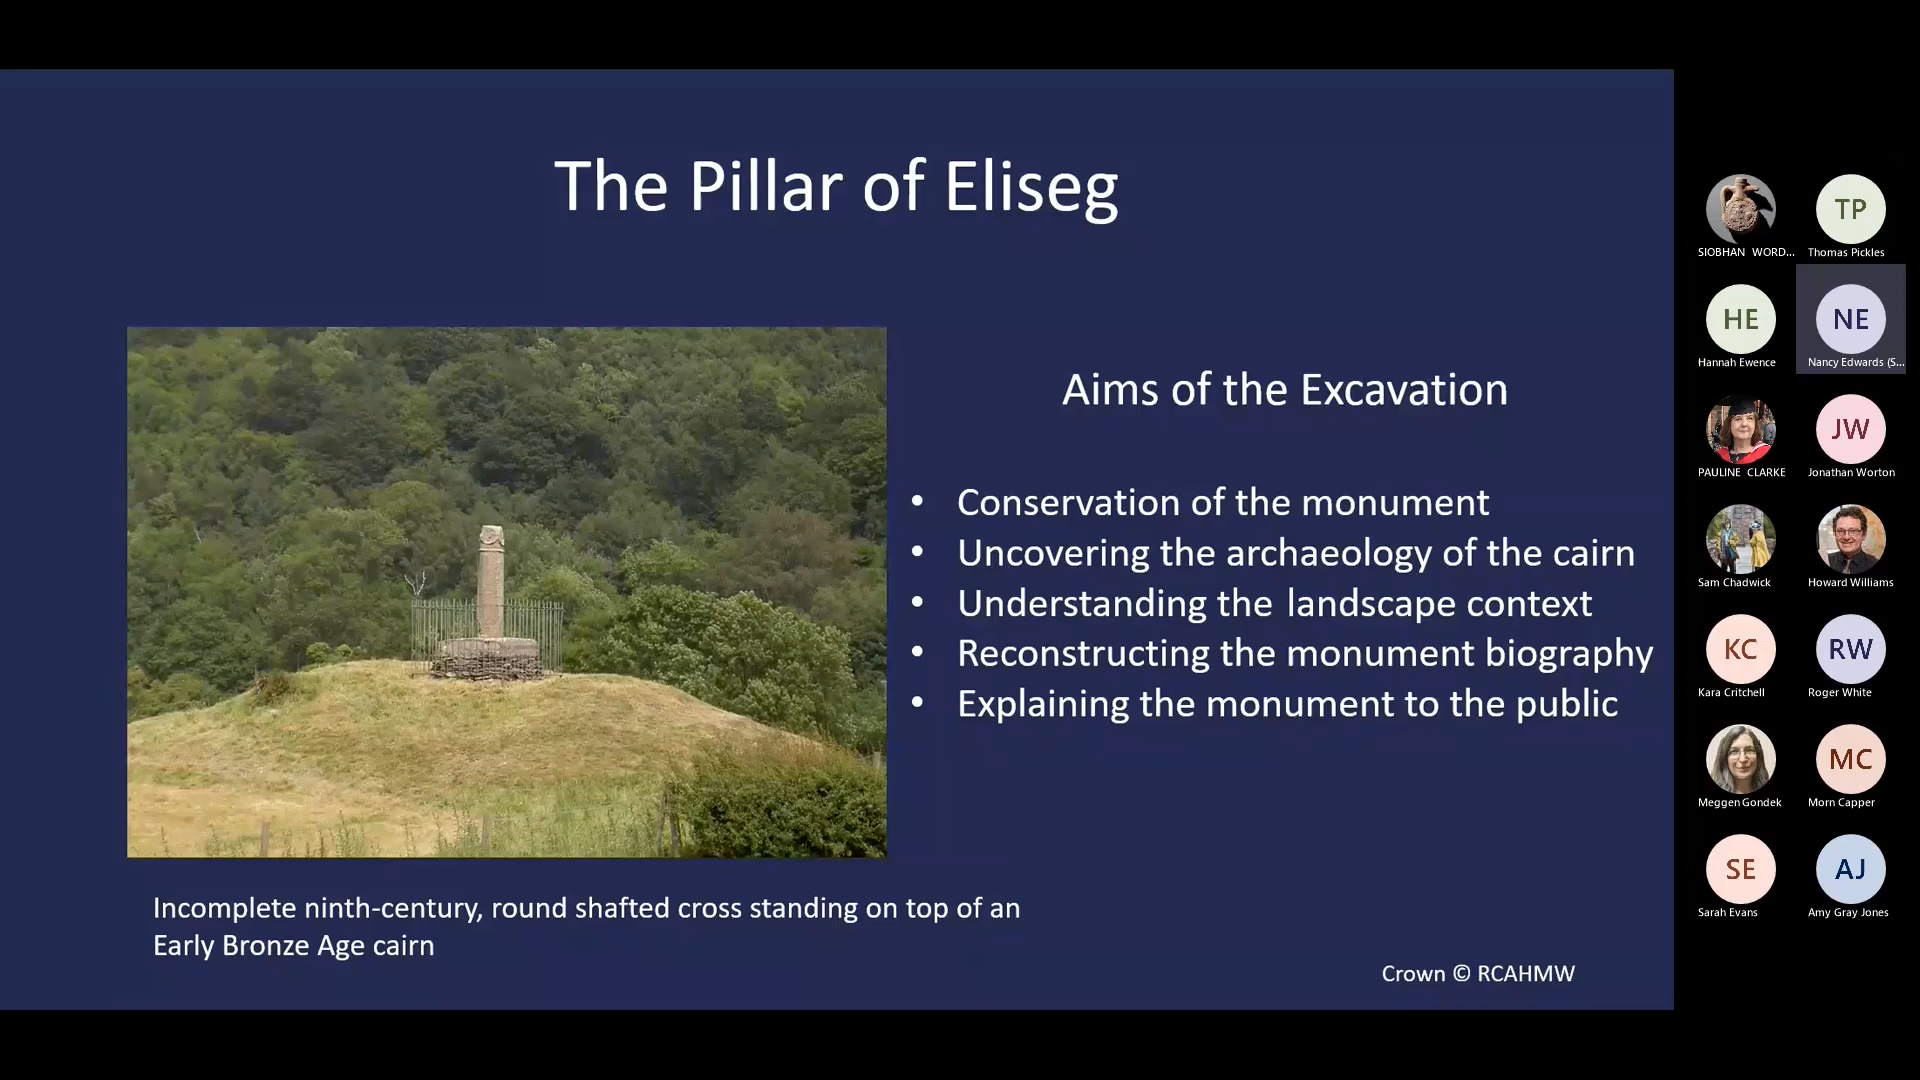 The Pillar of Eliseg
Aims of the Excavation
• Conservation of the monument
• Uncovering the archaeology of the cairn
• Understanding the landscape context
• Reconstructing the monument biography
• Explaining the monument to the public
Incomplete ninth-century, round shafted cross standing on top of an
Early Bronze Age cairn
Crown © RCAHMW
SIOBHAN WORD...
TP
Thomas Pickles
HE
Hannah Ewence
NE
Nancy Edwards (S...
PAULINE CLARKE
JW
Jonathan Worton
Sam Chadwick
Howard Williams
KC
Kara Critchell
RW
Roger White
Meggen Gondek
MC
Morn Capper
SE
Sarah Evans
AJ
Amy Gray Jones